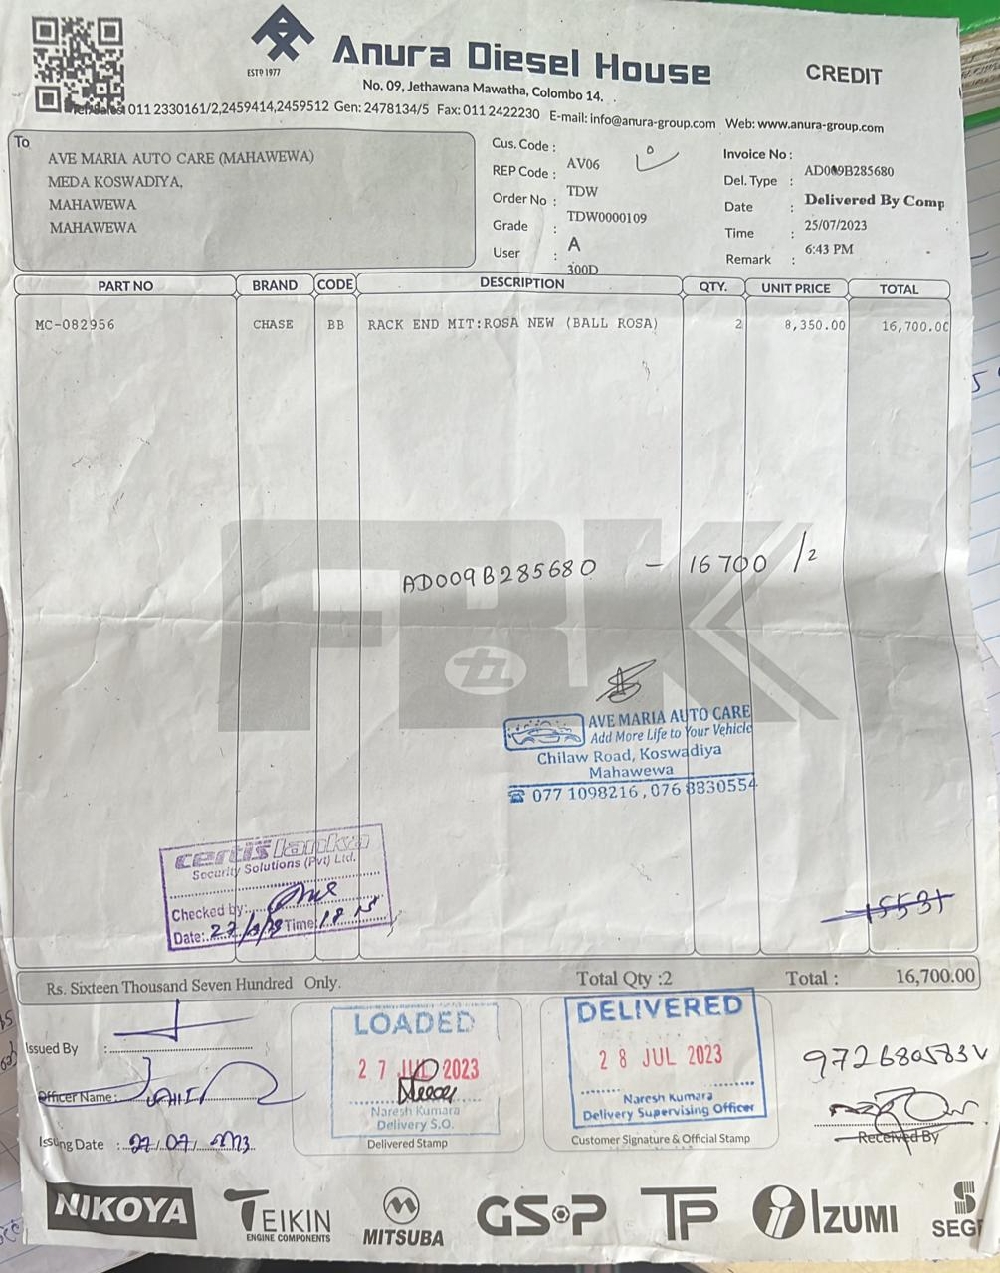 Anura Diesel House
ESTD 1977
CREDIT
No. 09, Jethawana Mawatha, Colombo 14.
011 2330161/2,2459414,2459512 Gen: 2478134/5 Fax: 011 2422230 E-mail: info@anura-group.com Web: www.anura-group.com
To
AVE MARIA AUTO CARE (MAHAWEWA)
MEDA KOSWADIYA,
MAHAWEWA
MAHAWEWA
Cus. Code :
REP Code : AV06
Order No : TDW
Grade : TDW0000109
User : A
300D
Invoice No :
Del. Type : AD009B285680
Date : Delivered By Comp
Time : 25/07/2023
Remark : 6:43 PM
PART NO BRAND CODE DESCRIPTION QTY. UNIT PRICE TOTAL
MC-082956 CHASE BB RACK END MIT:ROSA NEW (BALL ROSA) 2 8,350.00 16,700.00
FBK
AD009B285680 - 16700 /2
AVE MARIA AUTO CARE
Add More Life to Your Vehicle
Chilaw Road, Koswadiya
Mahawewa
☎ 077 1098216, 076 8830554
certis lanka
Security Solutions (Pvt) Ltd.
Checked by:
Date: Time:
Rs. Sixteen Thousand Seven Hundred Only. Total Qty :2 Total : 16,700.00
Issued By :
Officer Name:
Issung Date : 27/07/2023
LOADED
27 JUL 2023
Naresh Kumara
Delivery S.O.
Delivered Stamp
DELIVERED
28 JUL 2023
Naresh Kumara
Delivery Supervising Officer
Customer Signature & Official Stamp
972680583V
Received By
NIKOYA
TEIKIN
ENGINE COMPONENTS
MITSUBA
GSP
TP
IZUMI
SEG